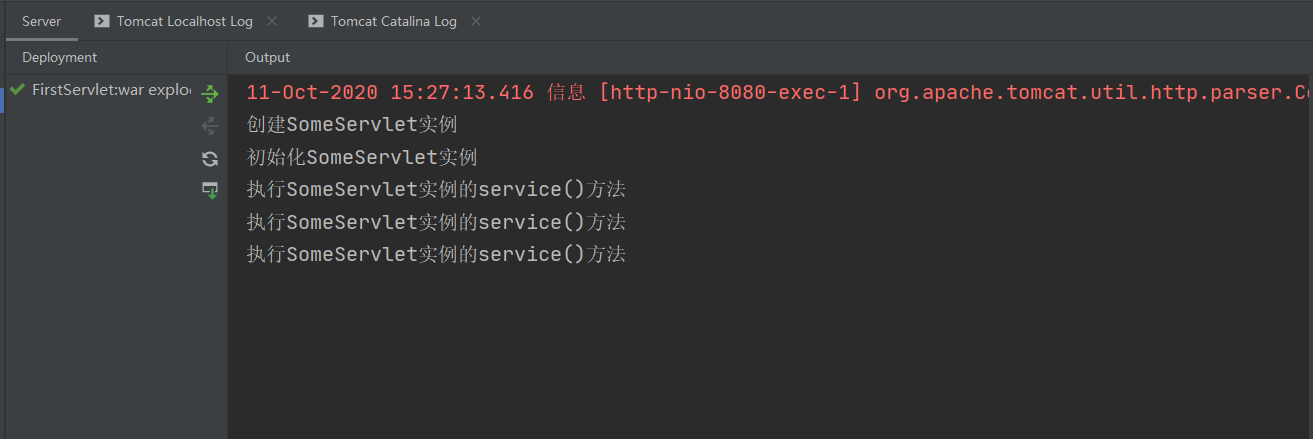 Server
Tomcat Localhost Log
Tomcat Catalina Log
Deployment
Output
FirstServlet:war explo
11-Oct-2020 15:27:13.416 信息 [http-nio-8080-exec-1] org.apache.tomcat.util.http.parser.Co
创建SomeServlet实例
初始化SomeServlet实例
执行SomeServlet实例的service()方法
执行SomeServlet实例的service()方法
执行SomeServlet实例的service()方法